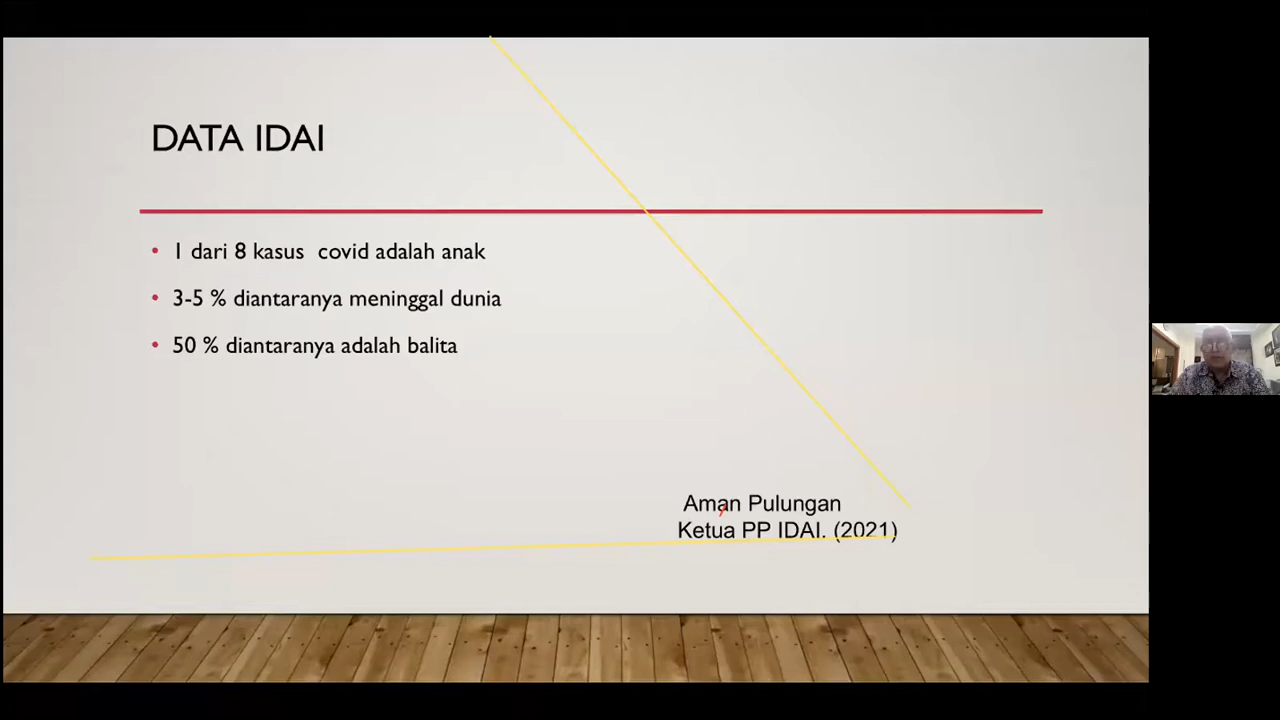 DATA IDAI
• 1 dari 8 kasus covid adalah anak
• 3-5 % diantaranya meninggal dunia
• 50 % diantaranya adalah balita
Aman Pulungan
Ketua PP IDAI. (2021)